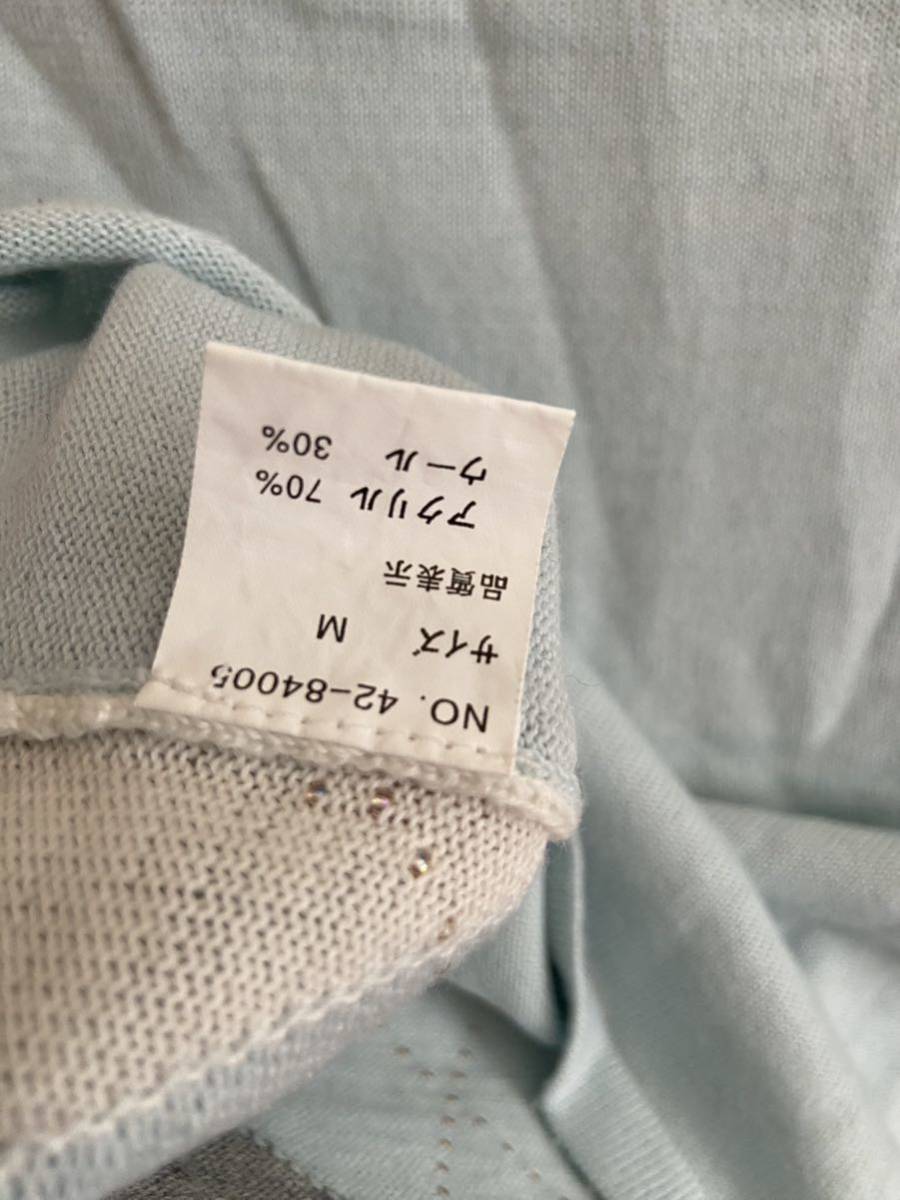 NO. 42-84005
サイズ M
品質表示
アクリル 70%
ウール 30%